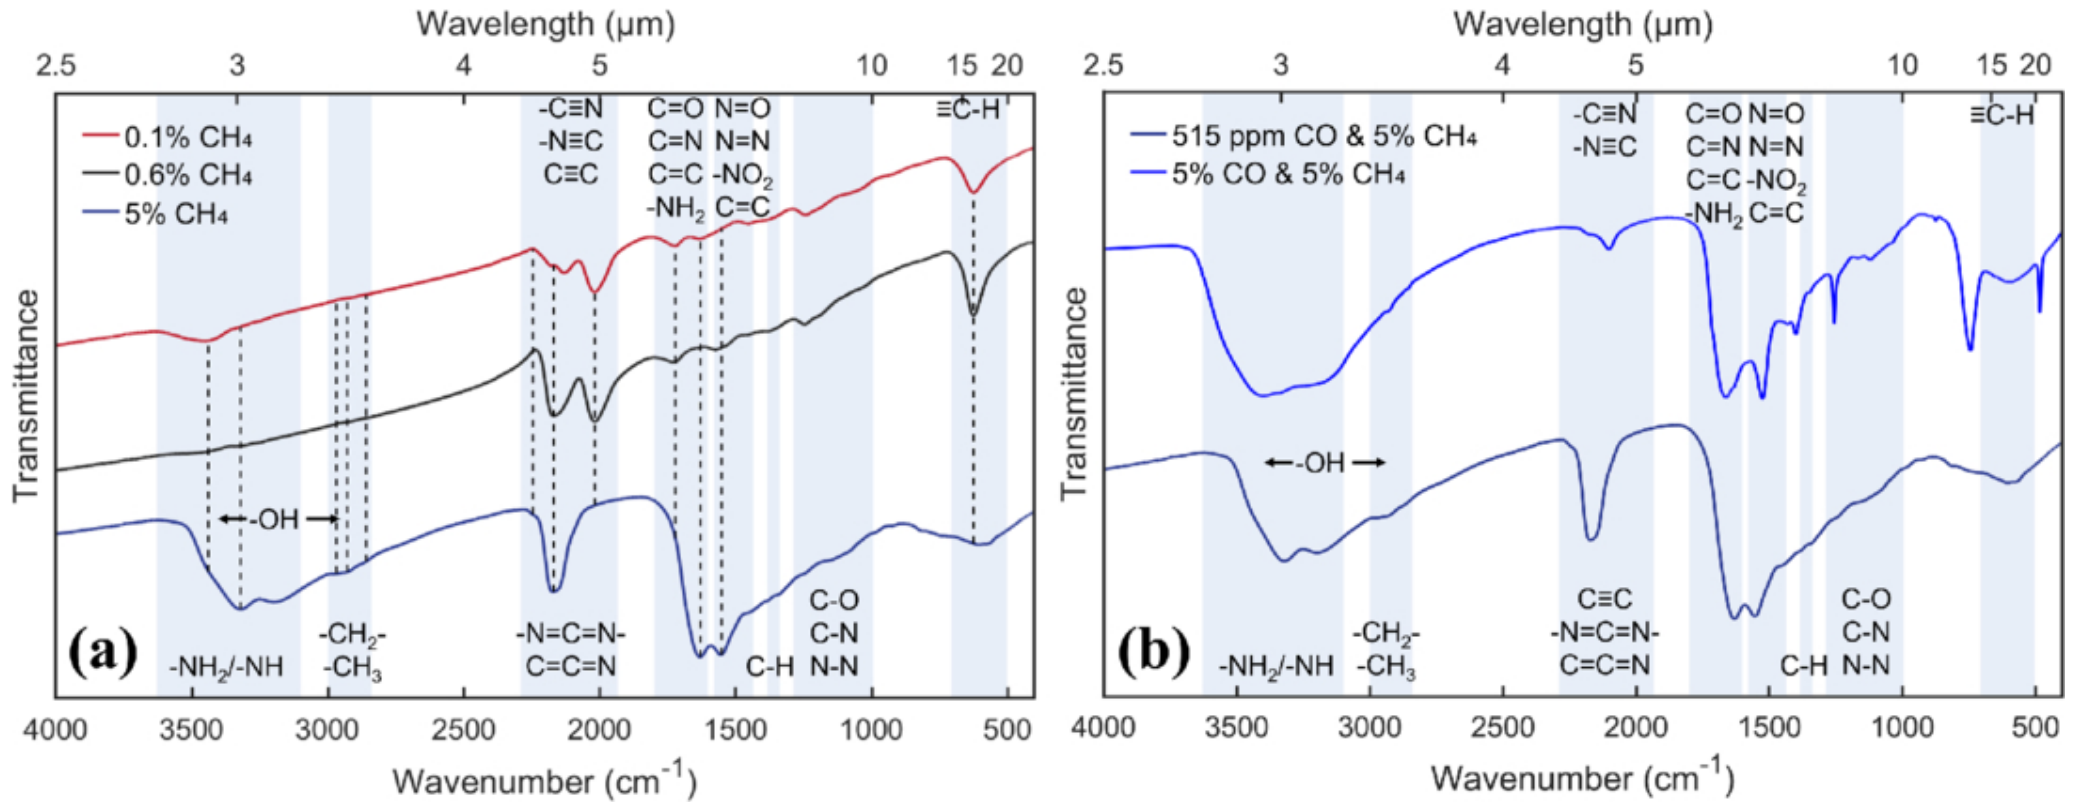 Wavelength (µm)
2.5 3 4 5 10 15 20
0.1% CH₄
0.6% CH₄
5% CH₄
-C≡N
-N≡C
C≡C
C=O N=O
C=N N=N
C=C -NO₂
-NH₂ C=C
≡C-H
-OH
-NH₂/-NH
-CH₂-
-CH₃
-N=C=N-
C=C=N
C-H
C-O
C-N
N-N
(a)
Transmittance
4000 3500 3000 2500 2000 1500 1000 500
Wavenumber (cm⁻¹)
Wavelength (µm)
2.5 3 4 5 10 15 20
515 ppm CO & 5% CH₄
5% CO & 5% CH₄
-C≡N
-N≡C
C=O N=O
C=N N=N
C=C -NO₂
-NH₂ C=C
≡C-H
-OH
-NH₂/-NH
-CH₂-
-CH₃
C≡C
-N=C=N-
C=C=N
C-H
C-O
C-N
N-N
(b)
Transmittance
4000 3500 3000 2500 2000 1500 1000 500
Wavenumber (cm⁻¹)